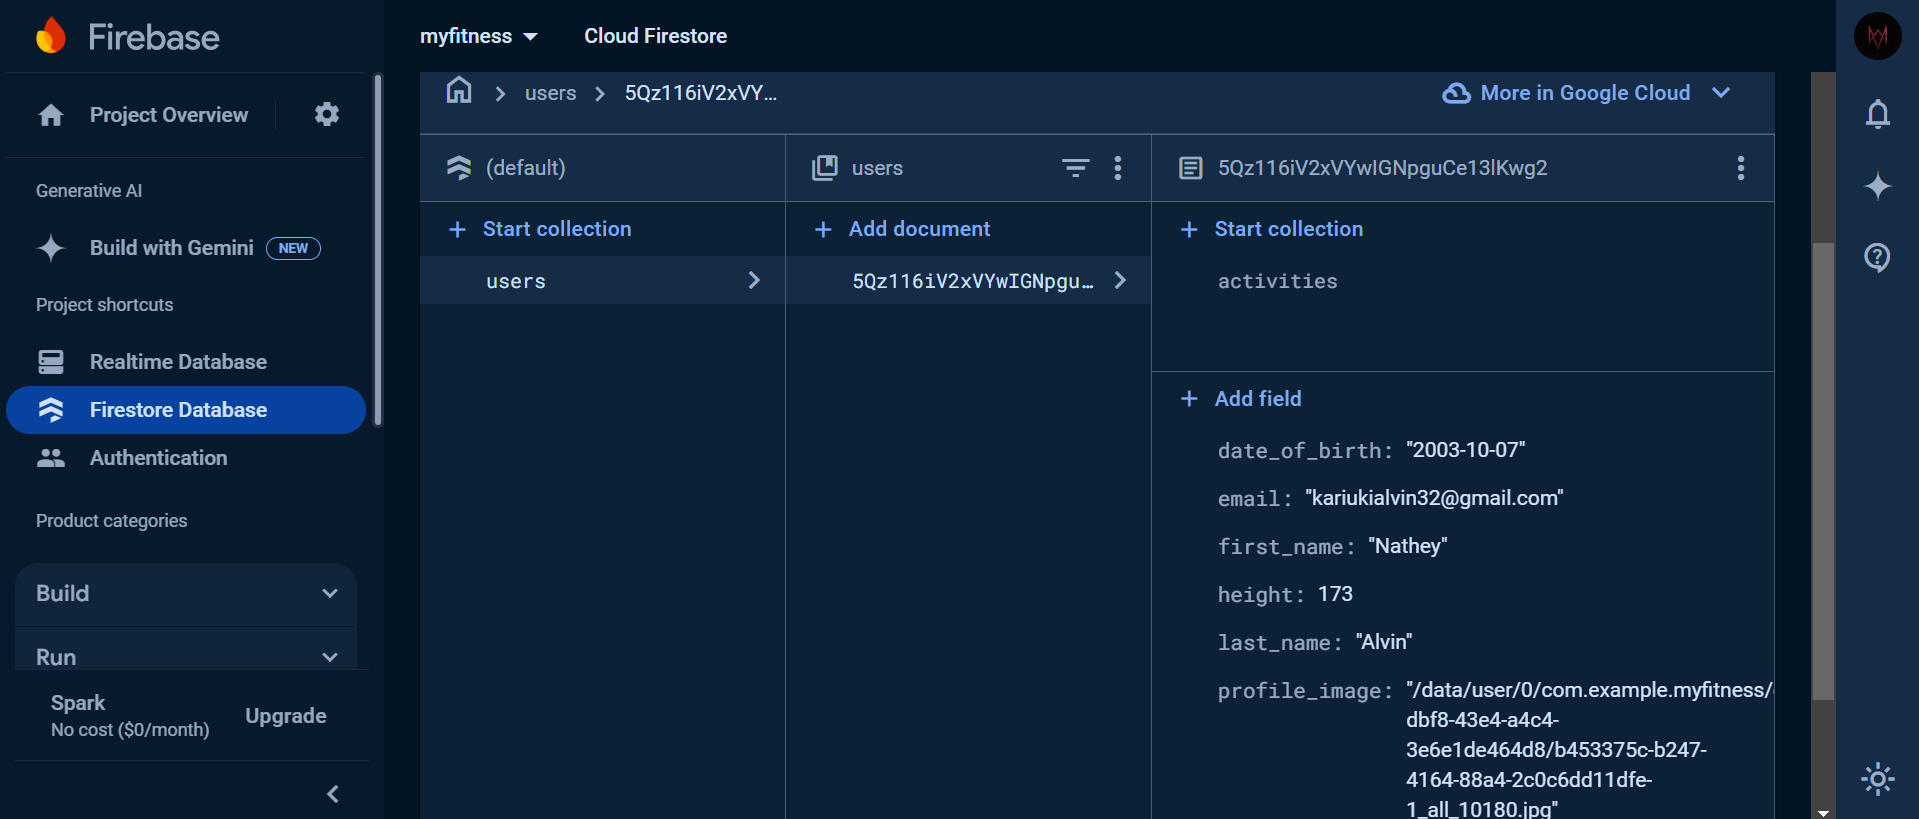 Firebase
myfitness
Cloud Firestore
Project Overview
Generative AI
Build with Gemini NEW
Project shortcuts
Realtime Database
Firestore Database
Authentication
Product categories
Build
Run
Spark
No cost ($0/month)
Upgrade
users
5Qz116iV2xVY...
More in Google Cloud
(default)
Start collection
users
users
Add document
5Qz116iV2xVYwIGNpgu…
5Qz116iV2xVYwIGNpguCe13lKwg2
Start collection
activities
Add field
date_of_birth: "2003-10-07"
email: "kariukialvin32@gmail.com"
first_name: "Nathey"
height: 173
last_name: "Alvin"
profile_image: "/data/user/0/com.example.myfitness/
dbf8-43e4-a4c4-
3e6e1de464d8/b453375c-b247-
4164-88a4-2c0c6dd11dfe-
1_all_10180.jpg"